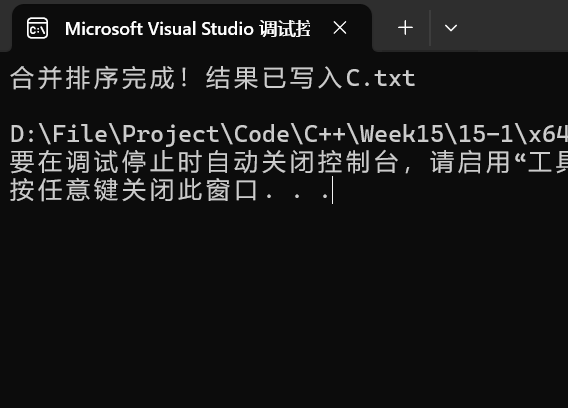 Microsoft Visual Studio 调试控
合并排序完成！结果已写入C.txt
D:\File\Project\Code\C++\Week15\15-1\x64
要在调试停止时自动关闭控制台，请启用“工具
按任意键关闭此窗口. . .